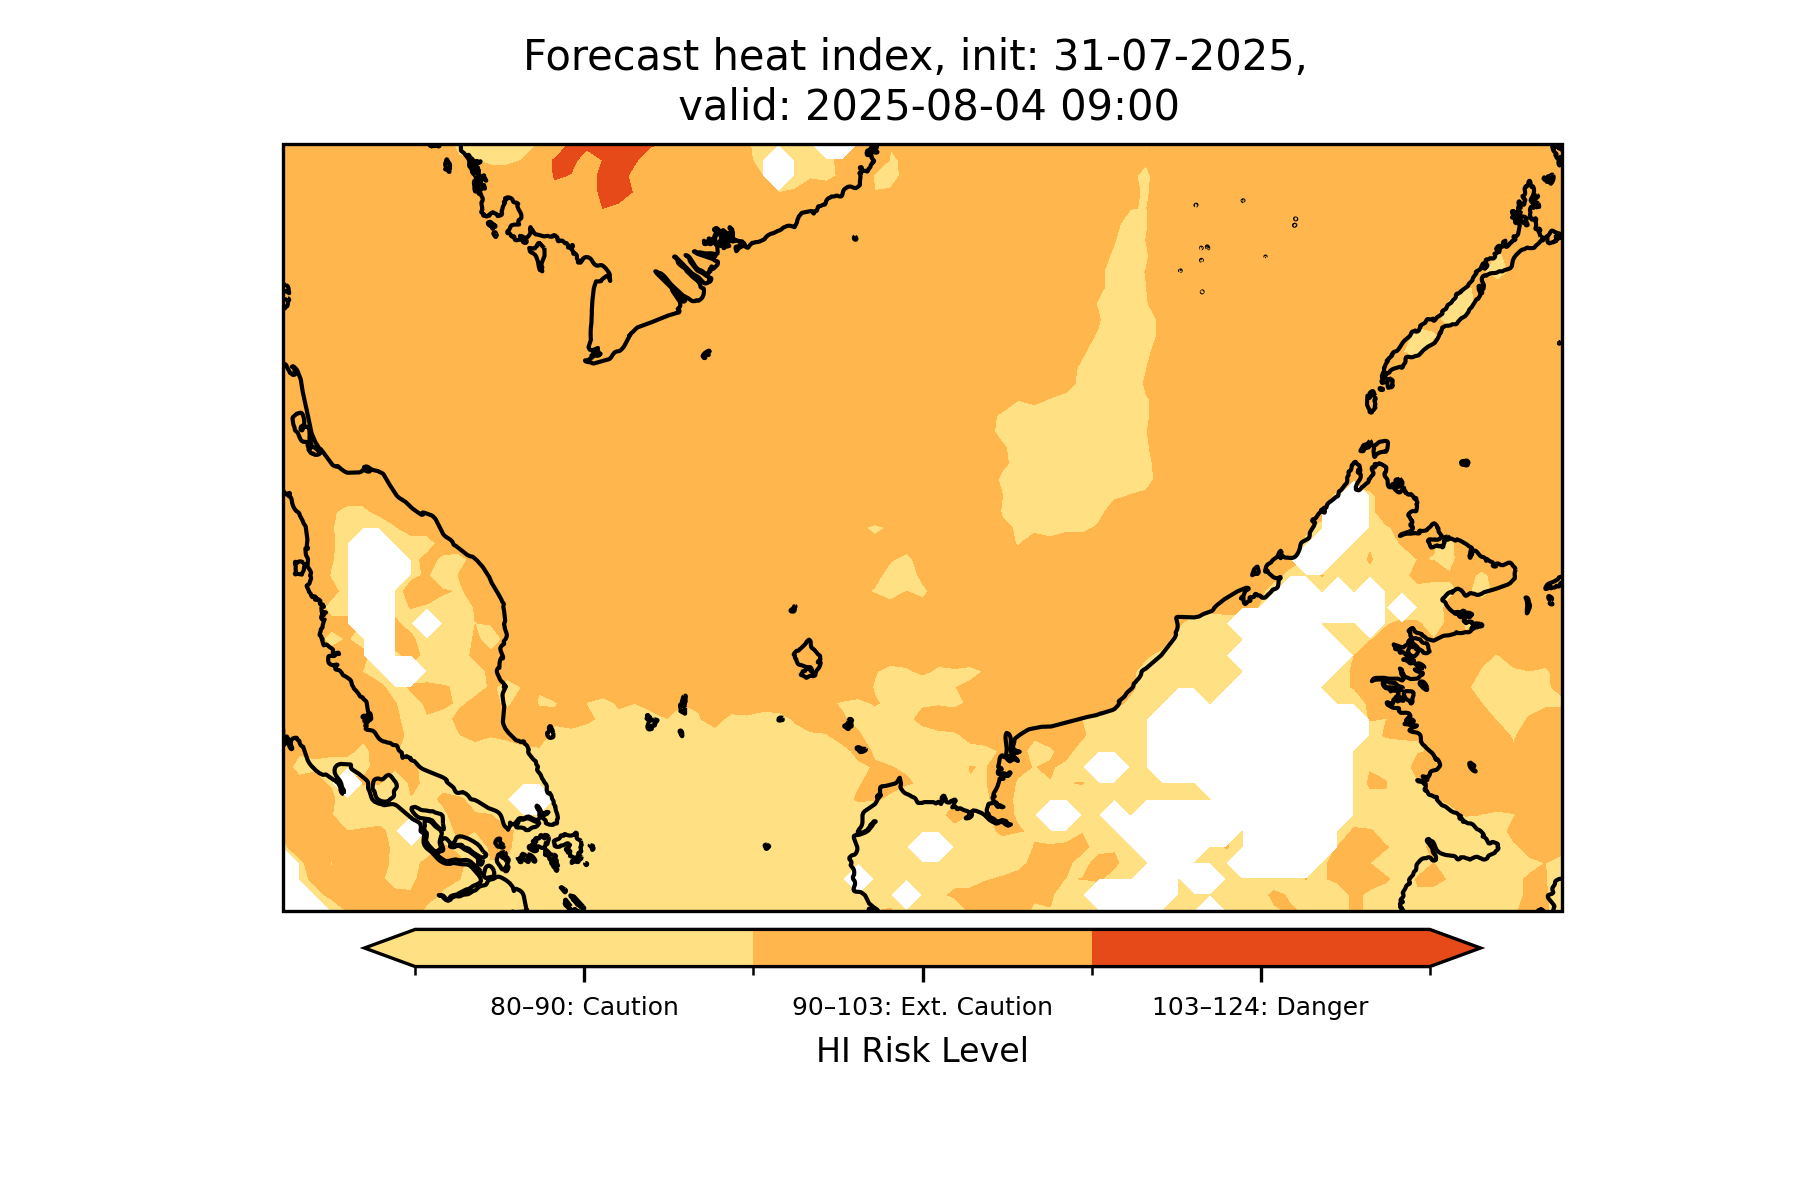 Forecast heat index, init: 31-07-2025,
valid: 2025-08-04 09:00
80–90: Caution
90–103: Ext. Caution
103–124: Danger
HI Risk Level